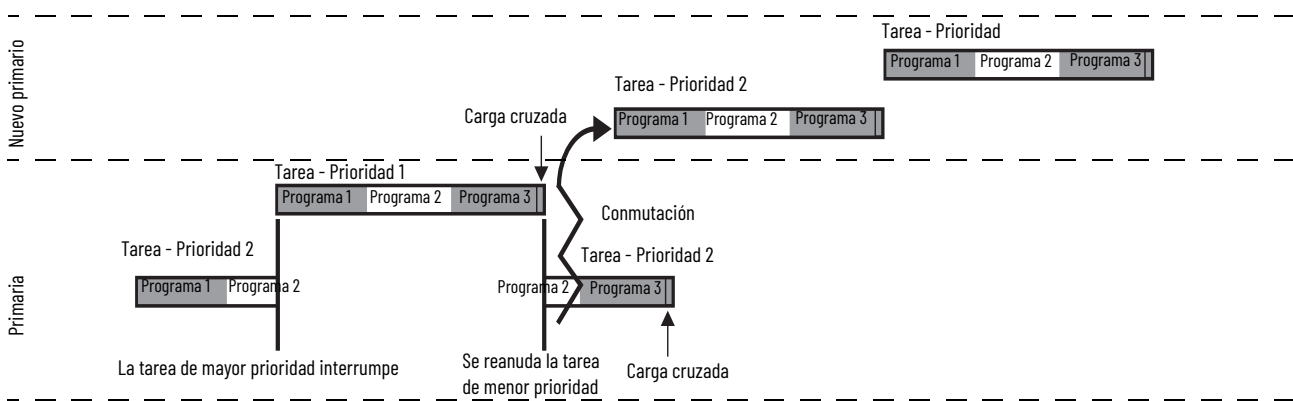 Nuevo primario
Tarea - Prioridad
Programa 1 Programa 2 Programa 3
Tarea - Prioridad 2
Programa 1 Programa 2 Programa 3
Carga cruzada
Primaria
Tarea - Prioridad 1
Programa 1 Programa 2 Programa 3
Conmutación
Tarea - Prioridad 2
Programa 1 Programa 2
Tarea - Prioridad 2
Programa 2 Programa 3
La tarea de mayor prioridad interrumpe
Se reanuda la tarea
de menor prioridad
Carga cruzada